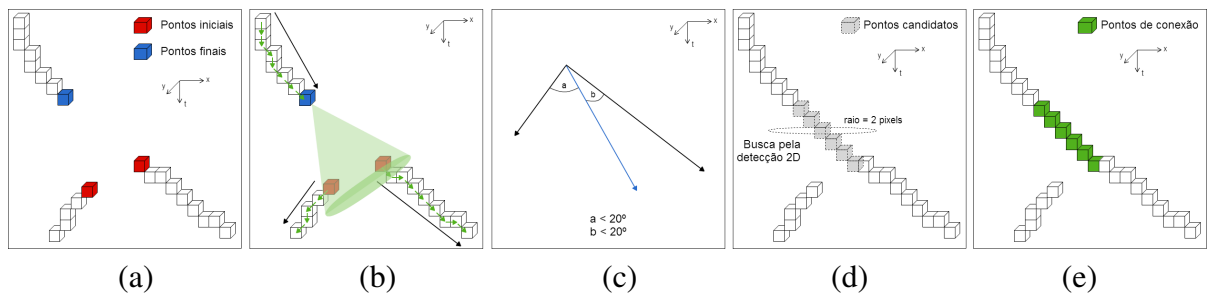 Pontos iniciais
Pontos finais
y
x
t
y
x
t
a
b
a < 20º
b < 20º
y
x
t
Pontos candidatos
y
x
t
raio = 2 pixels
Busca pela
detecção 2D
Pontos de conexão
y
x
t
(a)
(b)
(c)
(d)
(e)